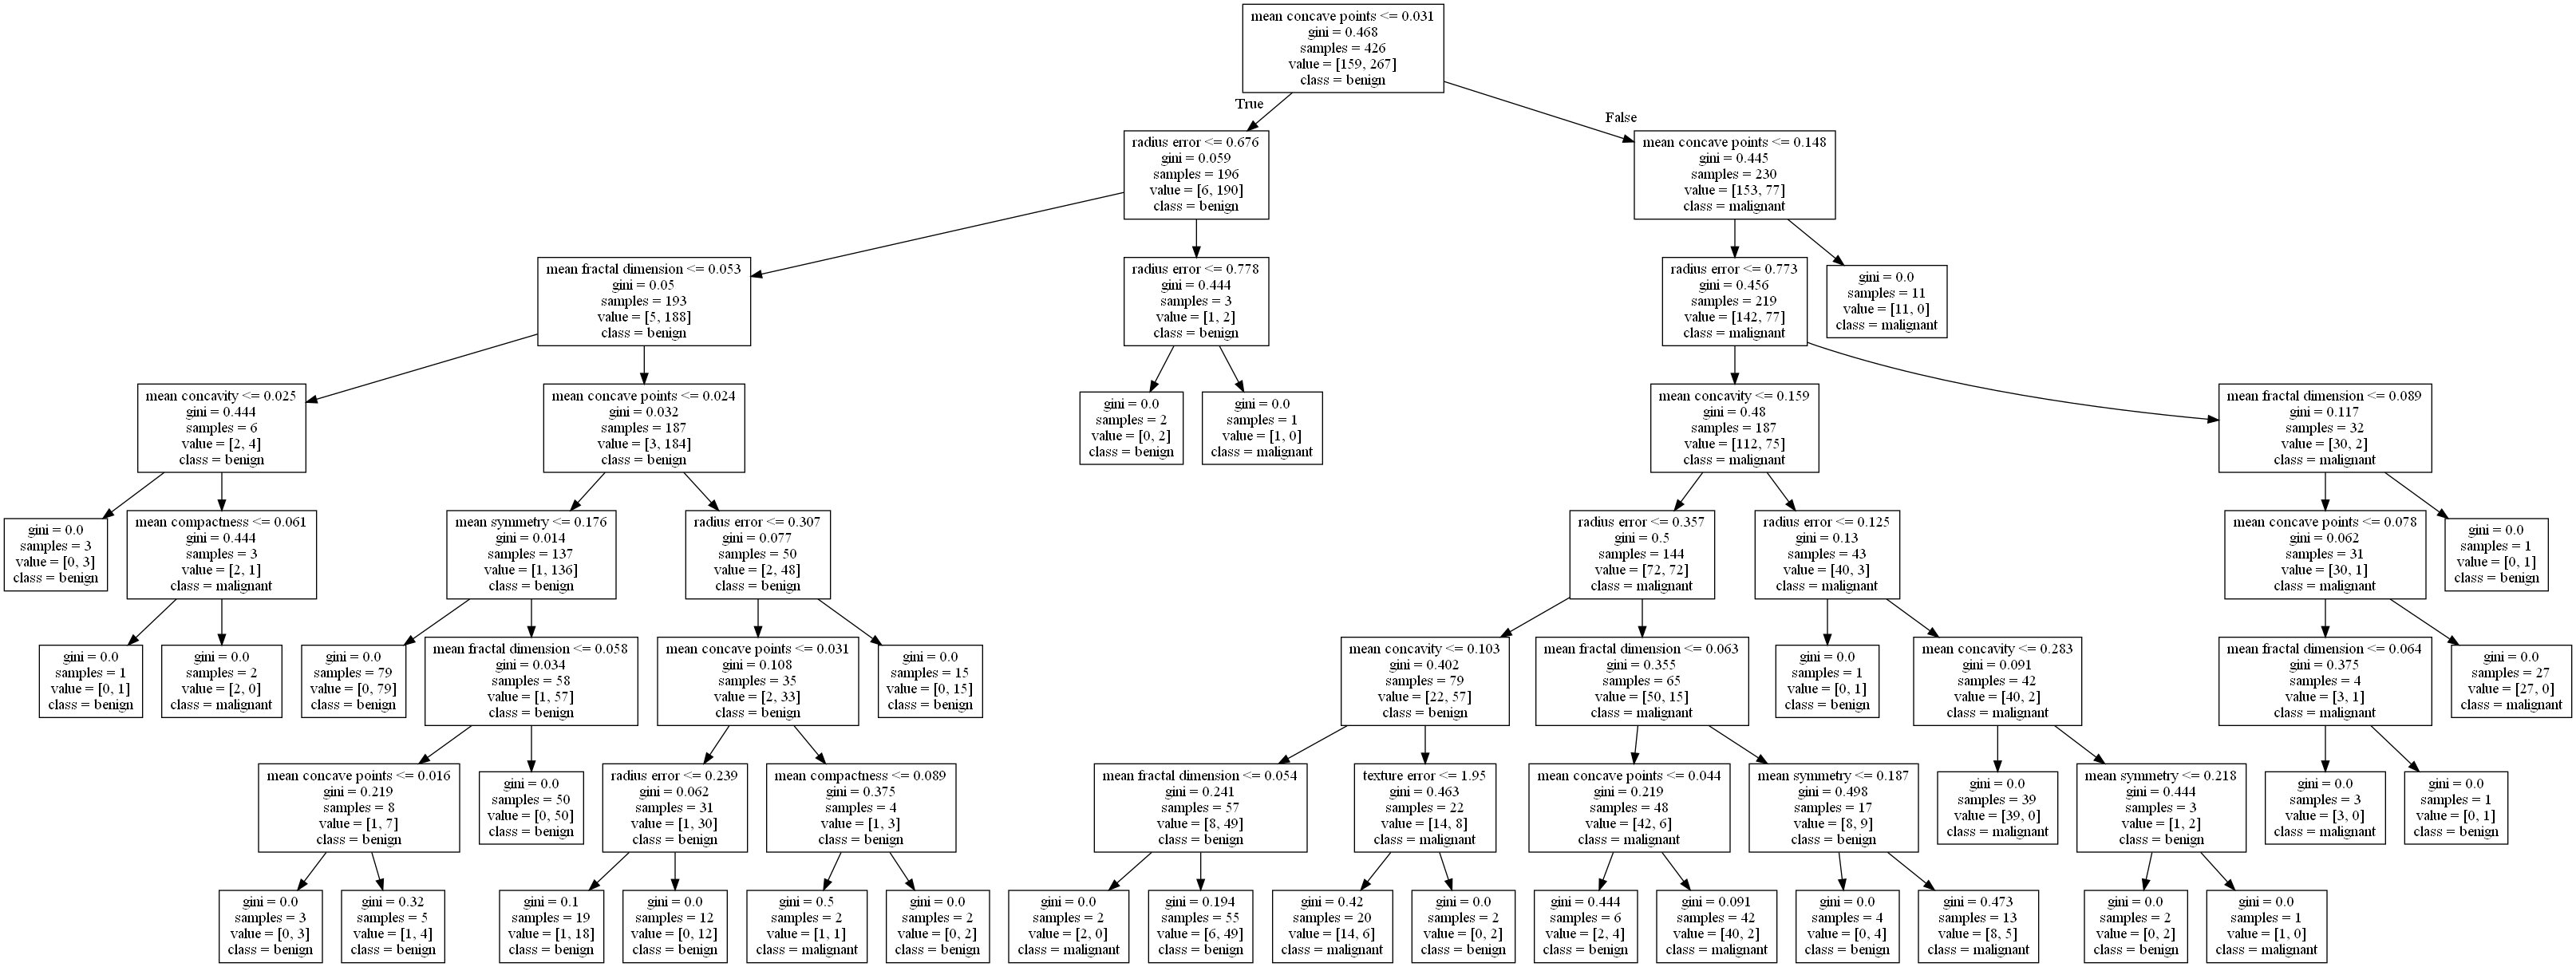 mean concave points <= 0.031
gini = 0.468
samples = 426
value = [159, 267]
class = benign
True
False
radius error <= 0.676
gini = 0.059
samples = 196
value = [6, 190]
class = benign
mean concave points <= 0.148
gini = 0.445
samples = 230
value = [153, 77]
class = malignant
mean fractal dimension <= 0.053
gini = 0.05
samples = 193
value = [5, 188]
class = benign
radius error <= 0.778
gini = 0.444
samples = 3
value = [1, 2]
class = benign
radius error <= 0.773
gini = 0.456
samples = 219
value = [142, 77]
class = malignant
gini = 0.0
samples = 11
value = [11, 0]
class = malignant
mean concavity <= 0.025
gini = 0.444
samples = 6
value = [2, 4]
class = benign
mean concave points <= 0.024
gini = 0.032
samples = 187
value = [3, 184]
class = benign
gini = 0.0
samples = 2
value = [0, 2]
class = benign
gini = 0.0
samples = 1
value = [1, 0]
class = malignant
mean concavity <= 0.159
gini = 0.48
samples = 187
value = [112, 75]
class = malignant
mean fractal dimension <= 0.089
gini = 0.117
samples = 32
value = [30, 2]
class = malignant
gini = 0.0
samples = 3
value = [0, 3]
class = benign
mean compactness <= 0.061
gini = 0.444
samples = 3
value = [2, 1]
class = malignant
mean symmetry <= 0.176
gini = 0.014
samples = 137
value = [1, 136]
class = benign
radius error <= 0.307
gini = 0.077
samples = 50
value = [2, 48]
class = benign
radius error <= 0.357
gini = 0.5
samples = 144
value = [72, 72]
class = malignant
radius error <= 0.125
gini = 0.13
samples = 43
value = [40, 3]
class = malignant
mean concave points <= 0.078
gini = 0.062
samples = 31
value = [30, 1]
class = malignant
gini = 0.0
samples = 1
value = [0, 1]
class = benign
gini = 0.0
samples = 1
value = [0, 1]
class = benign
gini = 0.0
samples = 2
value = [2, 0]
class = malignant
gini = 0.0
samples = 79
value = [0, 79]
class = benign
mean fractal dimension <= 0.058
gini = 0.034
samples = 58
value = [1, 57]
class = benign
mean concave points <= 0.031
gini = 0.108
samples = 35
value = [2, 33]
class = benign
gini = 0.0
samples = 15
value = [0, 15]
class = benign
mean concavity <= 0.103
gini = 0.402
samples = 79
value = [22, 57]
class = benign
mean fractal dimension <= 0.063
gini = 0.355
samples = 65
value = [50, 15]
class = malignant
gini = 0.0
samples = 1
value = [0, 1]
class = benign
mean concavity <= 0.283
gini = 0.091
samples = 42
value = [40, 2]
class = malignant
mean fractal dimension <= 0.064
gini = 0.375
samples = 4
value = [3, 1]
class = malignant
gini = 0.0
samples = 27
value = [27, 0]
class = malignant
mean concave points <= 0.016
gini = 0.219
samples = 8
value = [1, 7]
class = benign
gini = 0.0
samples = 50
value = [0, 50]
class = benign
radius error <= 0.239
gini = 0.062
samples = 31
value = [1, 30]
class = benign
mean compactness <= 0.089
gini = 0.375
samples = 4
value = [1, 3]
class = benign
mean fractal dimension <= 0.054
gini = 0.241
samples = 57
value = [8, 49]
class = benign
texture error <= 1.95
gini = 0.463
samples = 22
value = [14, 8]
class = malignant
mean concave points <= 0.044
gini = 0.219
samples = 48
value = [42, 6]
class = malignant
mean symmetry <= 0.187
gini = 0.498
samples = 17
value = [8, 9]
class = benign
gini = 0.0
samples = 39
value = [39, 0]
class = malignant
mean symmetry <= 0.218
gini = 0.444
samples = 3
value = [1, 2]
class = benign
gini = 0.0
samples = 3
value = [3, 0]
class = malignant
gini = 0.0
samples = 1
value = [0, 1]
class = benign
gini = 0.0
samples = 3
value = [0, 3]
class = benign
gini = 0.32
samples = 5
value = [1, 4]
class = benign
gini = 0.1
samples = 19
value = [1, 18]
class = benign
gini = 0.0
samples = 12
value = [0, 12]
class = benign
gini = 0.5
samples = 2
value = [1, 1]
class = malignant
gini = 0.0
samples = 2
value = [0, 2]
class = benign
gini = 0.0
samples = 2
value = [2, 0]
class = malignant
gini = 0.194
samples = 55
value = [6, 49]
class = benign
gini = 0.42
samples = 20
value = [14, 6]
class = malignant
gini = 0.0
samples = 2
value = [0, 2]
class = benign
gini = 0.444
samples = 6
value = [2, 4]
class = benign
gini = 0.091
samples = 42
value = [40, 2]
class = malignant
gini = 0.0
samples = 4
value = [0, 4]
class = benign
gini = 0.473
samples = 13
value = [8, 5]
class = malignant
gini = 0.0
samples = 2
value = [0, 2]
class = benign
gini = 0.0
samples = 1
value = [1, 0]
class = malignant